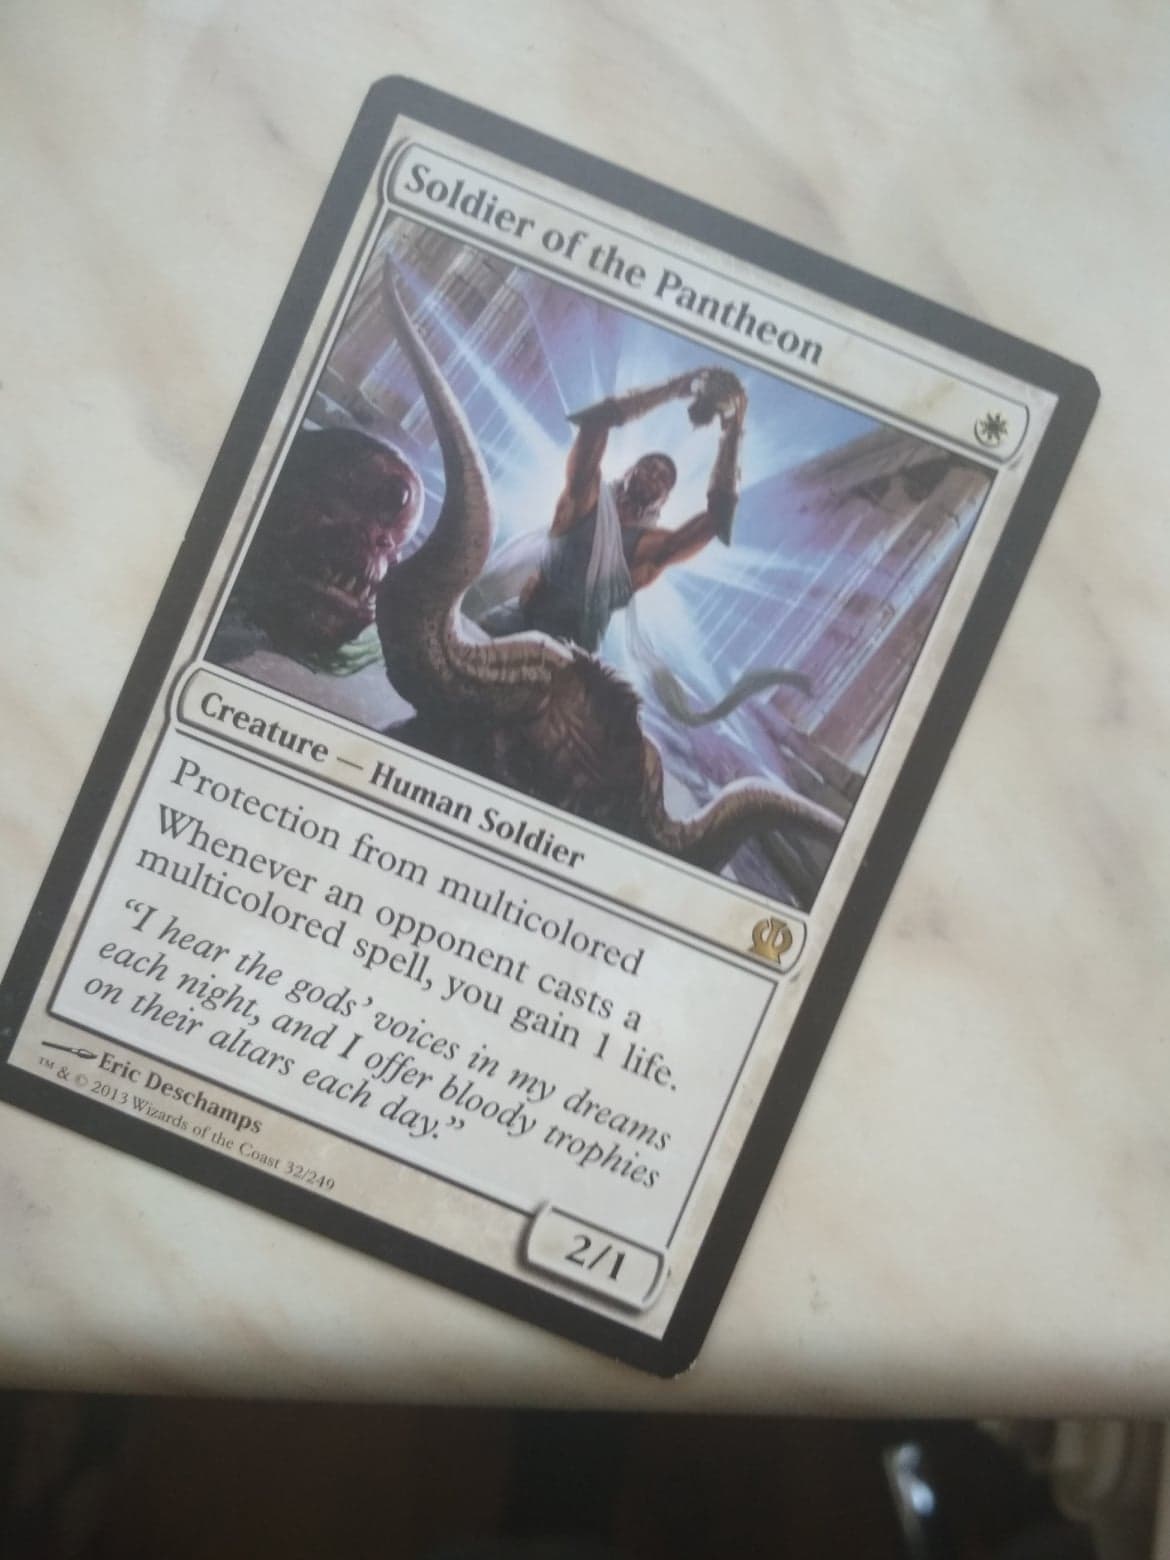 Soldier of the Pantheon
Creature — Human Soldier
Protection from multicolored
Whenever an opponent casts a
multicolored spell, you gain 1 life.
“I hear the gods’ voices in my dreams
each night, and I offer bloody trophies
on their altars each day.”
Eric Deschamps
™ & © 2013 Wizards of the Coast 32/249
2/1